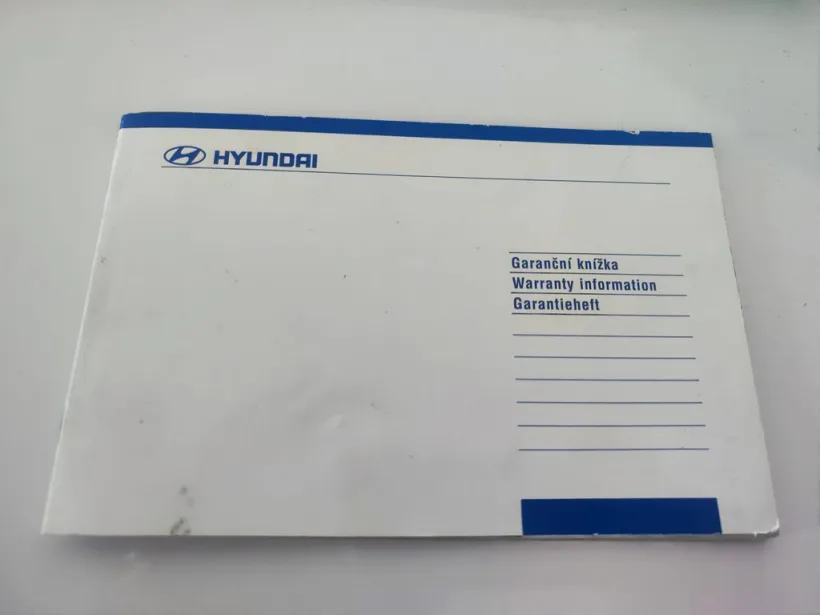 HYUNDAI
Garanční knížka
Warranty information
Garantieheft